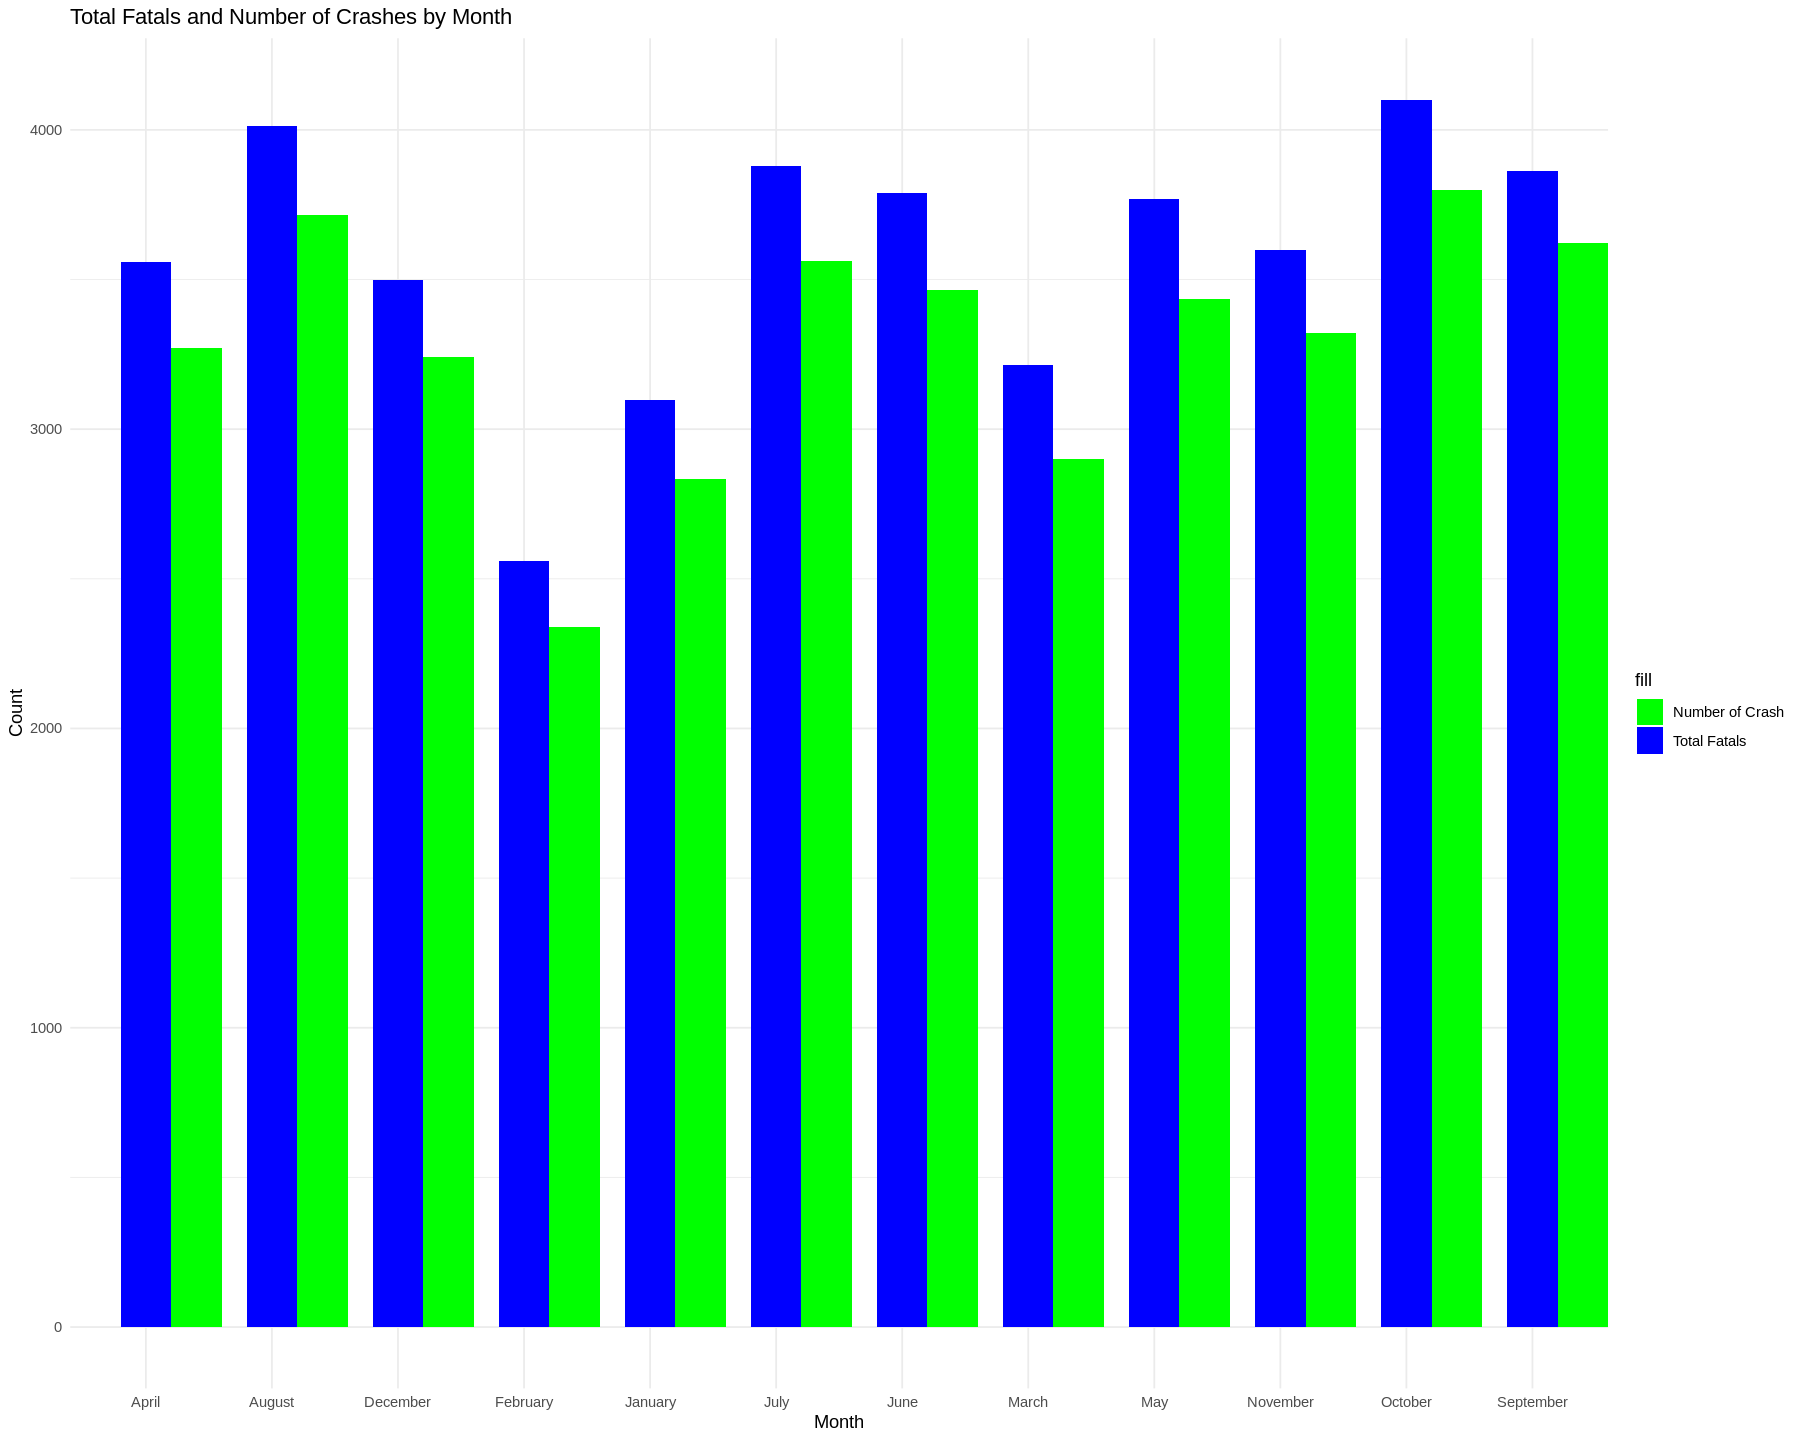 Total Fatals and Number of Crashes by Month
Count
4000
3000
2000
1000
0
April August December February January July June March May November October September
Month
fill
Number of Crash
Total Fatals